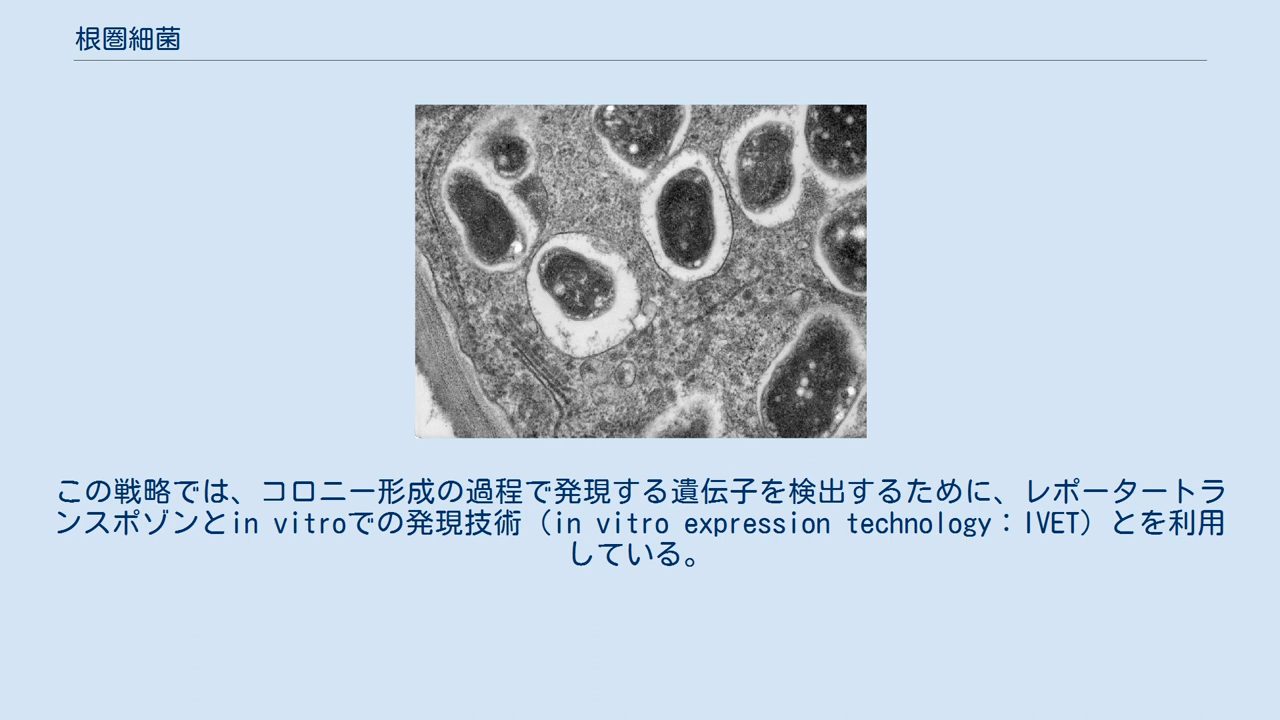 根圏細菌
この戦略では、コロニー形成の過程で発現する遺伝子を検出するために、レポータートラ
ンスポゾンとin vitroでの発現技術（in vitro expression technology：IVET）とを利用
している。